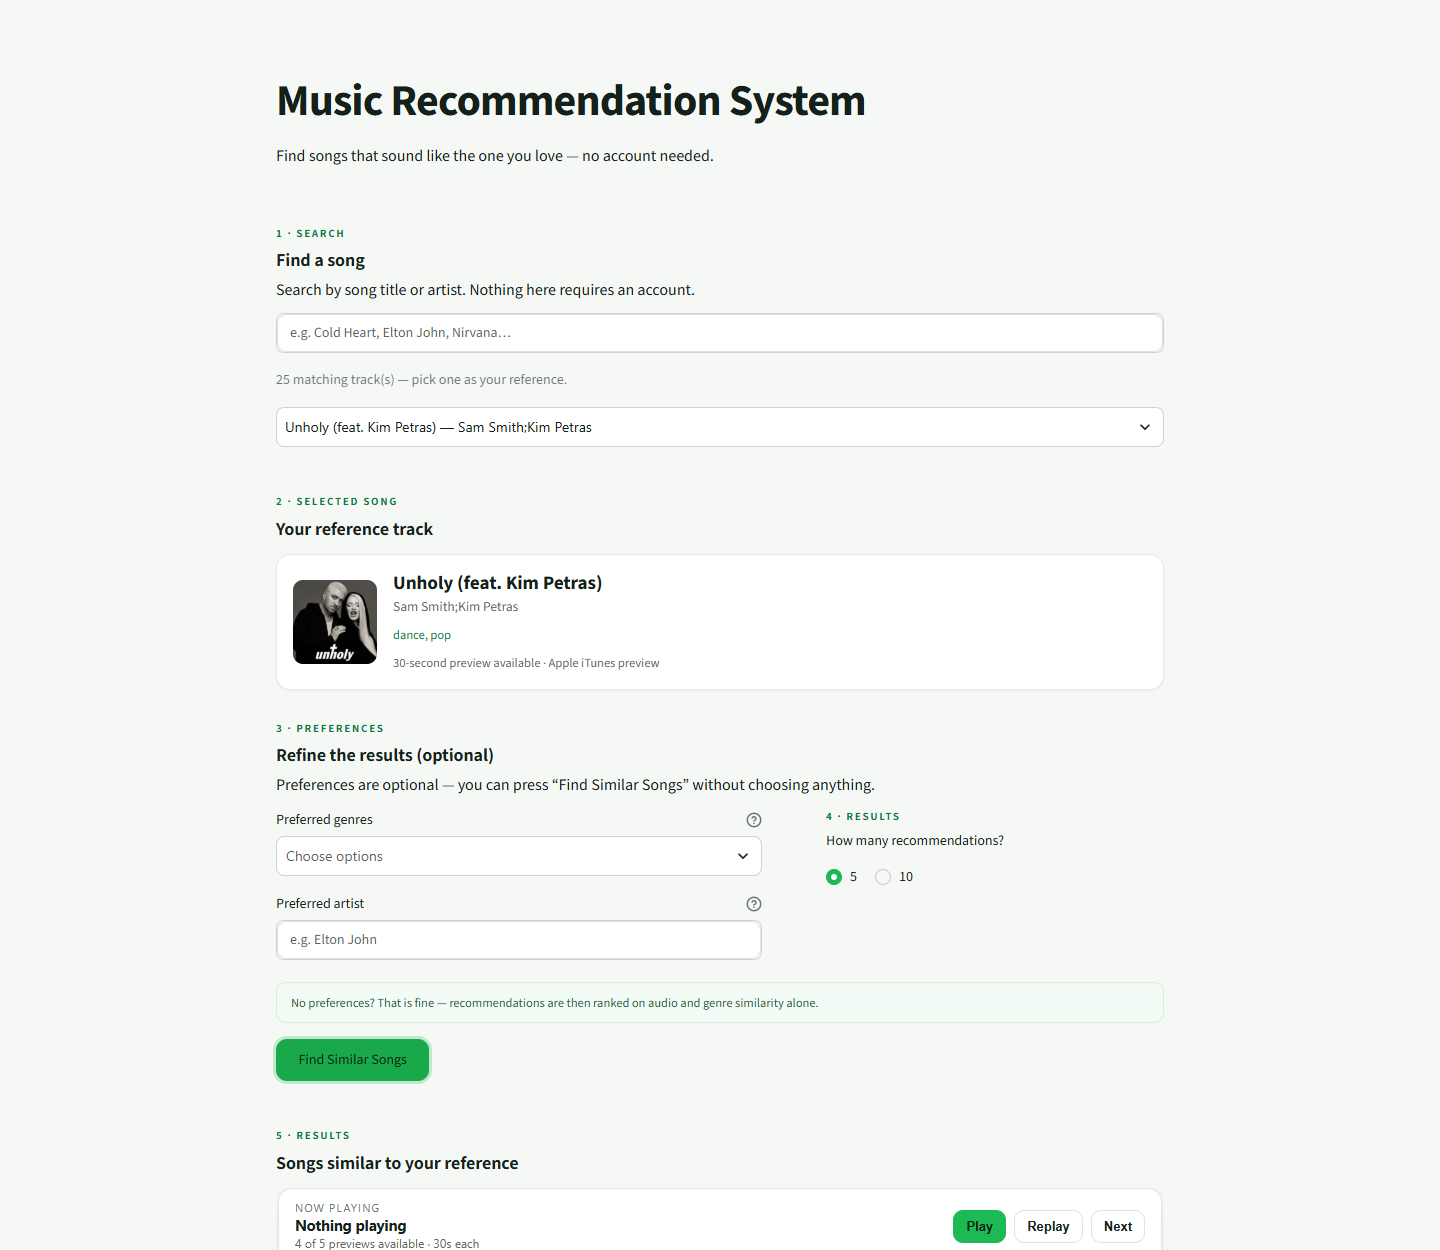 Music Recommendation System
Find songs that sound like the one you love — no account needed.
1 · SEARCH
Find a song
Search by song title or artist. Nothing here requires an account.
e.g. Cold Heart, Elton John, Nirvana…
25 matching track(s) — pick one as your reference.
Unholy (feat. Kim Petras) — Sam Smith;Kim Petras
2 · SELECTED SONG
Your reference track
unholy
Unholy (feat. Kim Petras)
Sam Smith;Kim Petras
dance, pop
30-second preview available · Apple iTunes preview
3 · PREFERENCES
Refine the results (optional)
Preferences are optional — you can press “Find Similar Songs” without choosing anything.
Preferred genres
Choose options
Preferred artist
e.g. Elton John
4 · RESULTS
How many recommendations?
5 10
No preferences? That is fine — recommendations are then ranked on audio and genre similarity alone.
Find Similar Songs
5 · RESULTS
Songs similar to your reference
NOW PLAYING
Nothing playing
4 of 5 previews available · 30s each
Play Replay Next